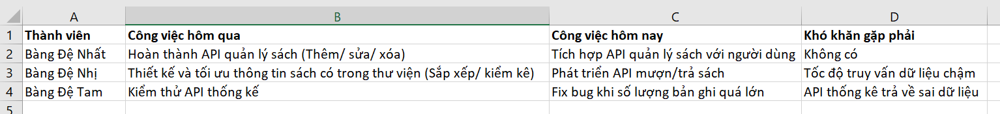 A B C D
1 Thành viên Công việc hôm qua Công việc hôm nay Khó khăn gặp phải
2 Bàng Đệ Nhất Hoàn thành API quản lý sách (Thêm/ sửa/ xóa) Tích hợp API quản lý sách với người dùng Không có
3 Bàng Đệ Nhị Thiết kế và tối ưu thông tin sách có trong thư viện (Sắp xếp/ kiểm kê) Phát triển API mượn/trả sách Tốc độ truy vấn dữ liệu chậm
4 Bàng Đệ Tam Kiểm thử API thống kế Fix bug khi số lượng bản ghi quá lớn API thống kê trả về sai dữ liệu
5